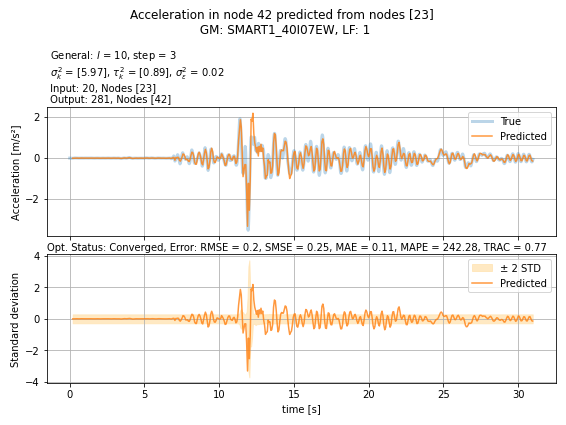 Acceleration in node 42 predicted from nodes [23]
GM: SMART1_40I07EW, LF: 1
General: l = 10, step = 3
σ²ₖ = [5.97], τ²ₖ = [0.89], σ²ε = 0.02
Input: 20, Nodes [23]
Output: 281, Nodes [42]
2
0
−2
Acceleration [m/s²]
True
Predicted
Opt. Status: Converged, Error: RMSE = 0.2, SMSE = 0.25, MAE = 0.11, MAPE = 242.28, TRAC = 0.77
4
2
0
−2
−4
Standard deviation
± 2 STD
Predicted
0 5 10 15 20 25 30
time [s]